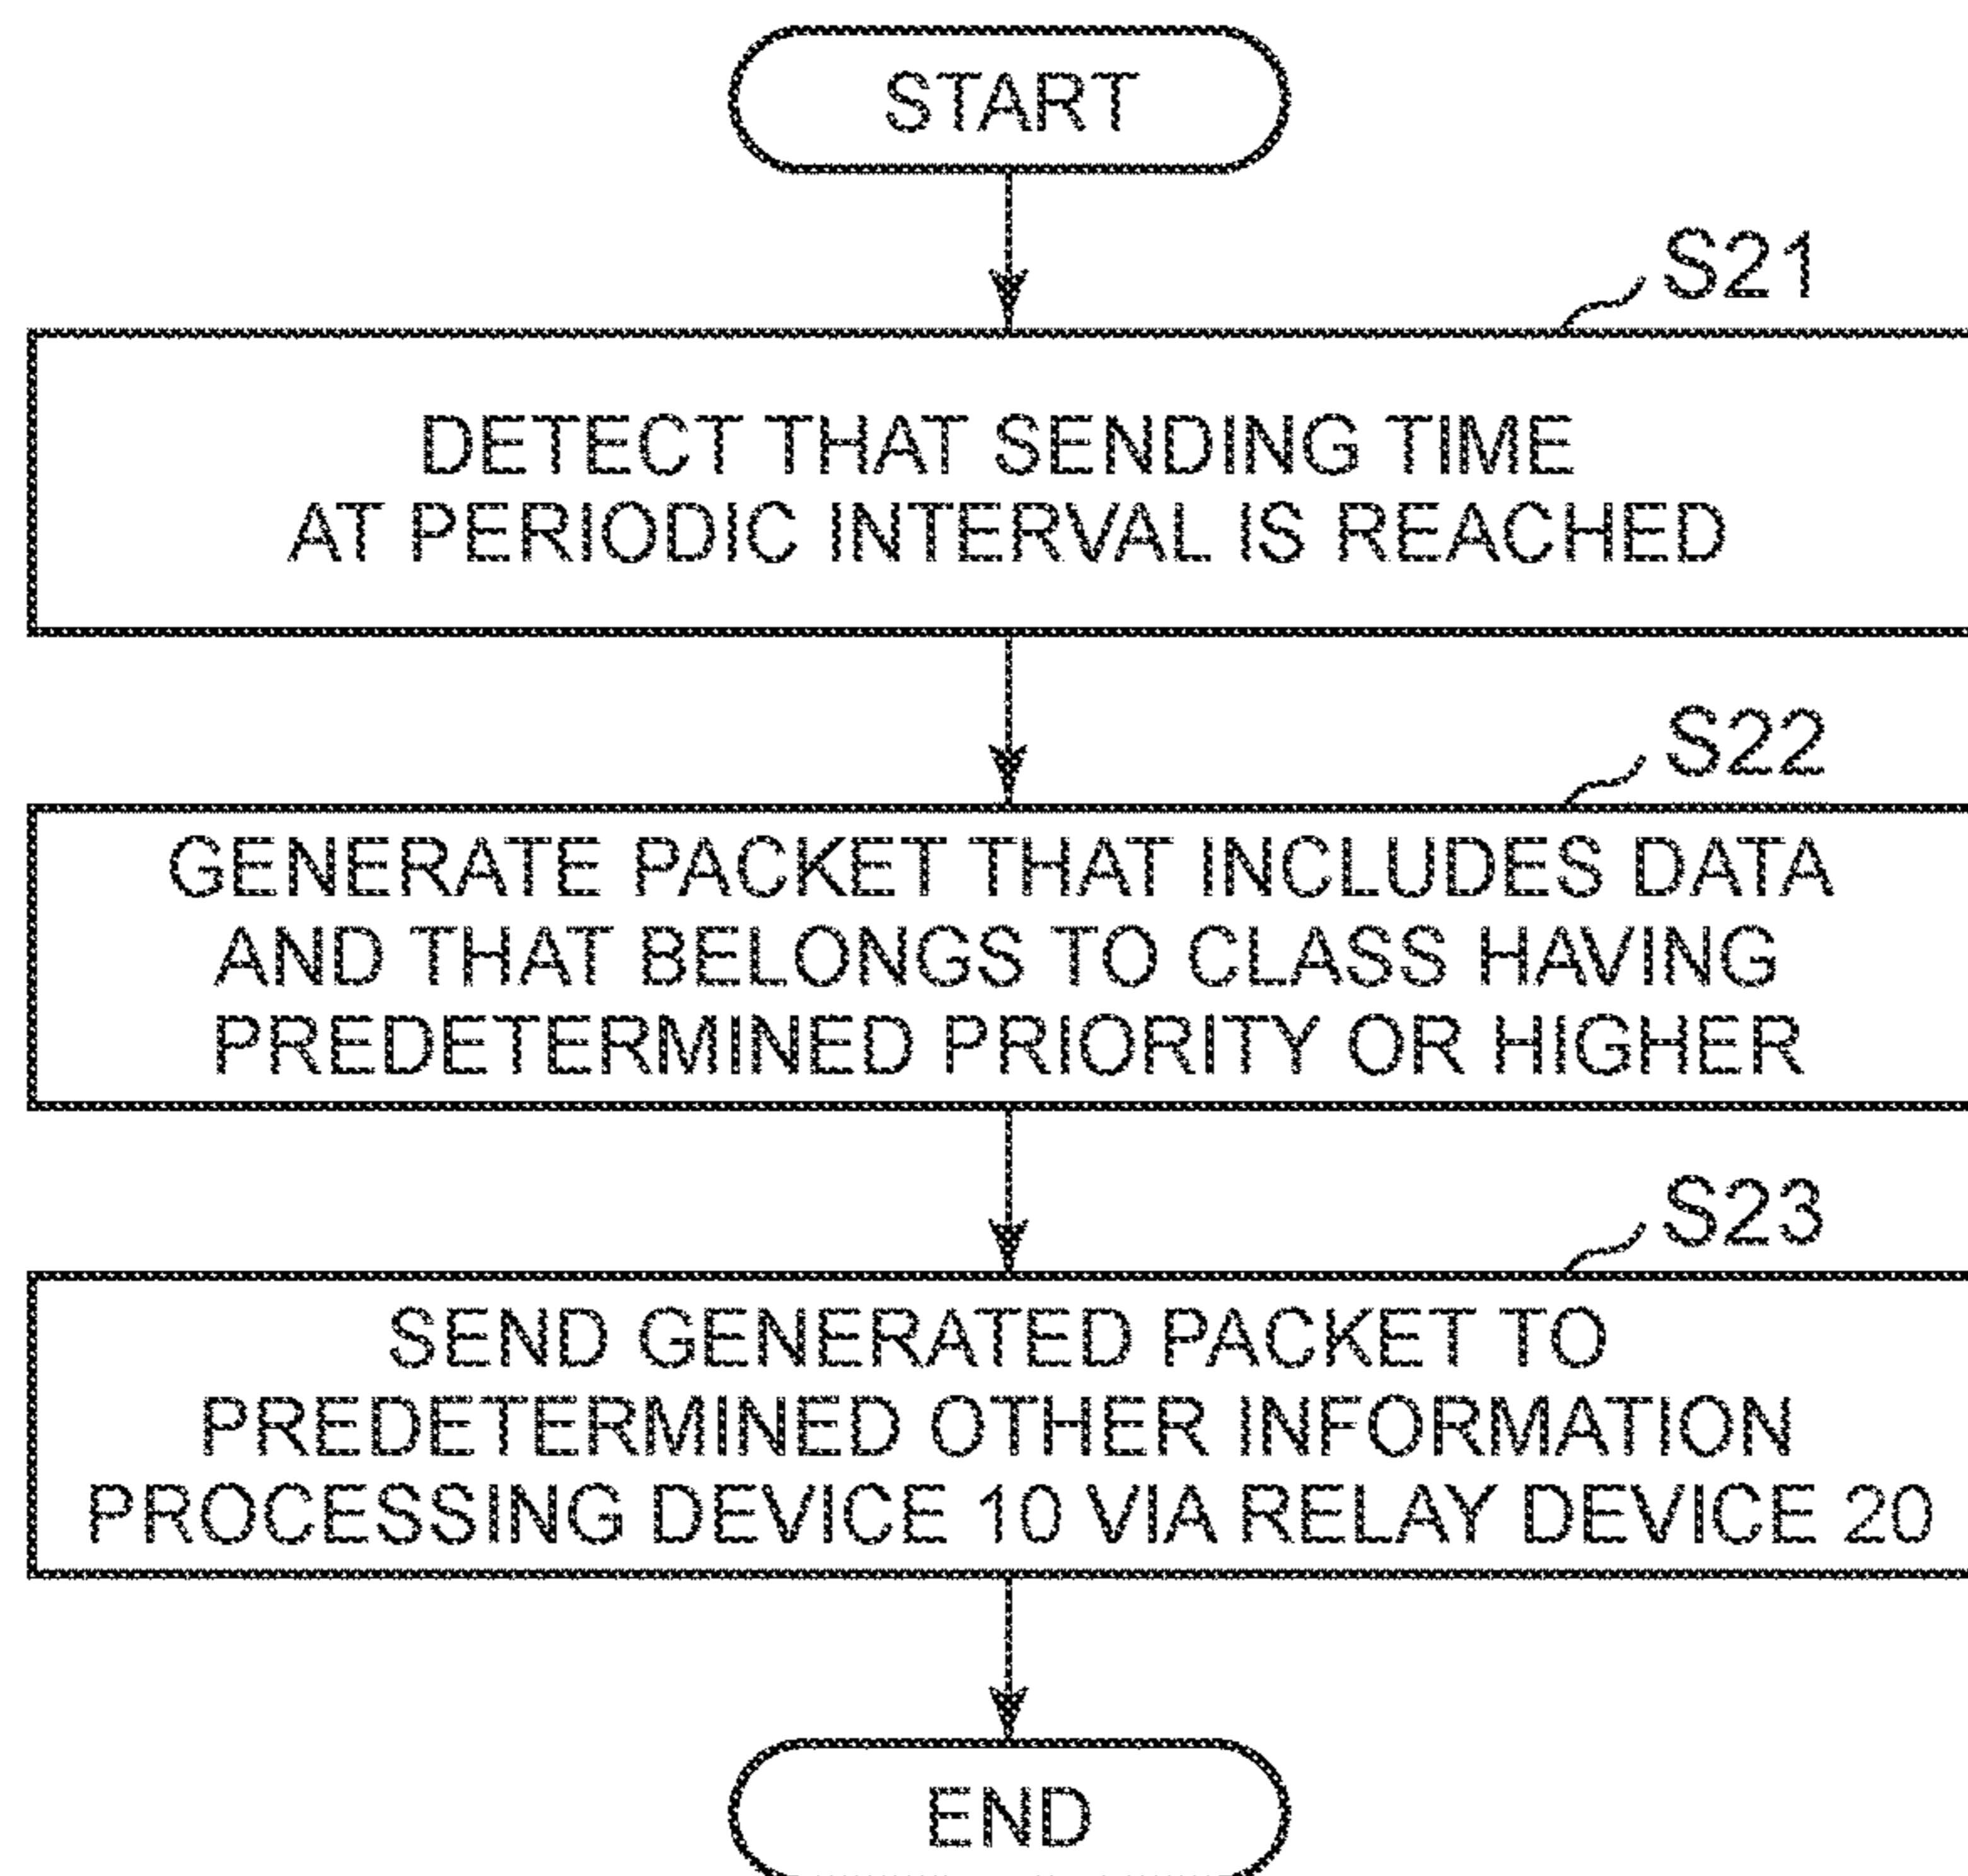 START
S21
DETECT THAT SENDING TIME
AT PERIODIC INTERVAL IS REACHED
S22
GENERATE PACKET THAT INCLUDES DATA
AND THAT BELONGS TO CLASS HAVING
PREDETERMINED PRIORITY OR HIGHER
S23
SEND GENERATED PACKET TO
PREDETERMINED OTHER INFORMATION
PROCESSING DEVICE 10 VIA RELAY DEVICE 20
END